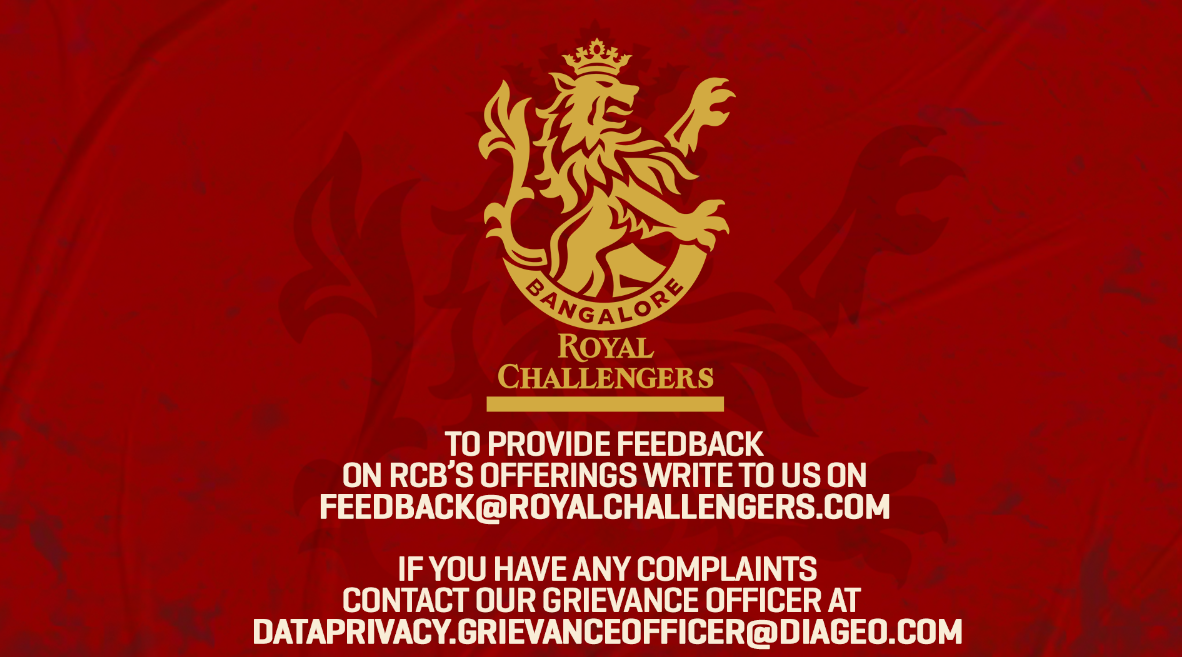 BANGALORE
ROYAL
CHALLENGERS
TO PROVIDE FEEDBACK
ON RCB'S OFFERINGS WRITE TO US ON
FEEDBACK@ROYALCHALLENGERS.COM
IF YOU HAVE ANY COMPLAINTS
CONTACT OUR GRIEVANCE OFFICER AT
DATAPRIVACY.GRIEVANCEOFFICER@DIAGEO.COM